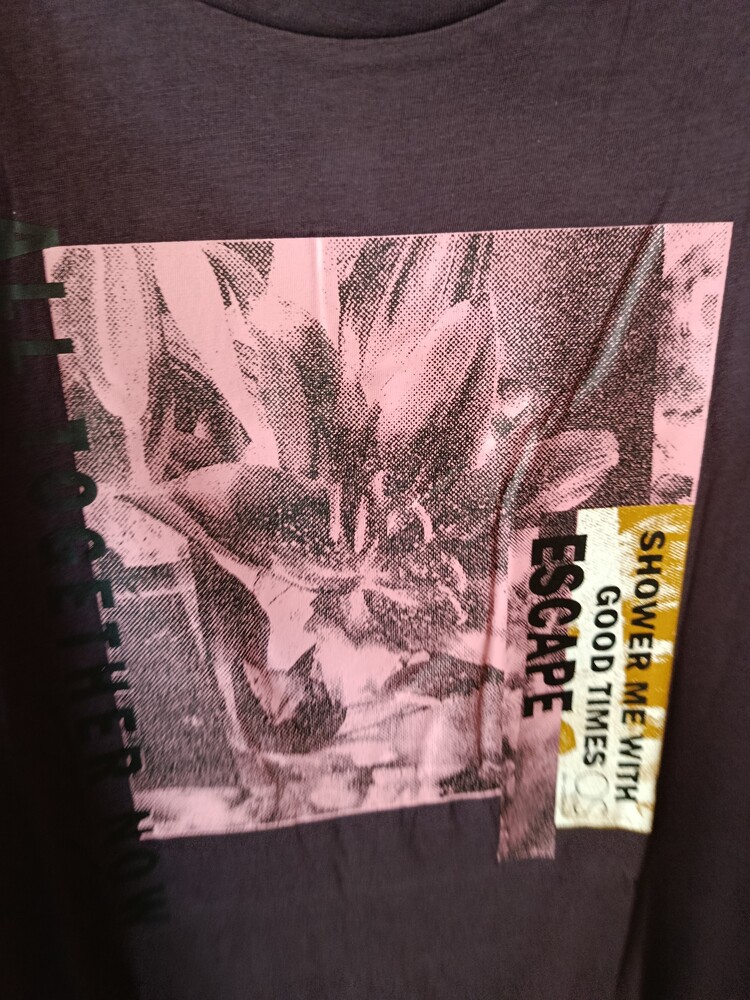 ALL TOGETHER NOW
ESCAPE
SHOWER ME WITH
GOOD TIMES